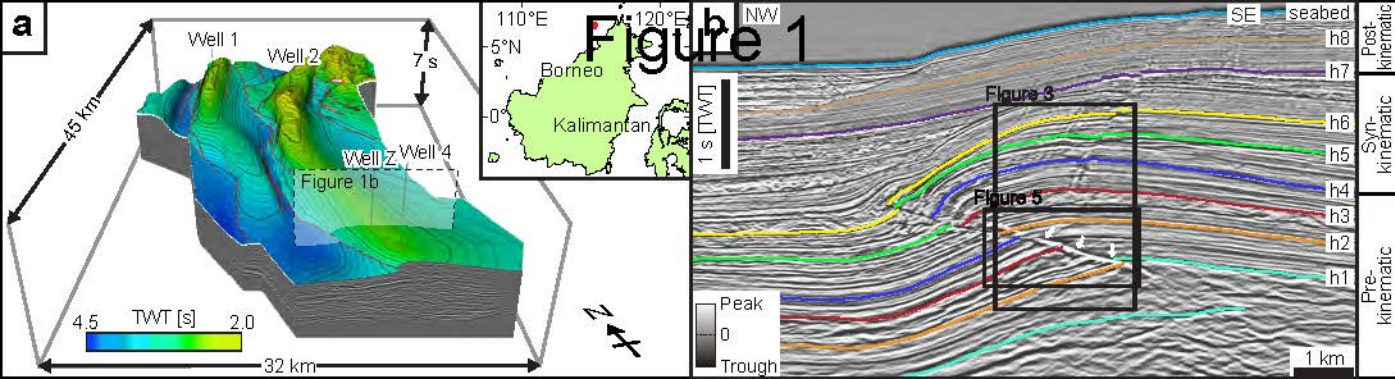 a
Well 1
Well 2
Well Z
Well 4
Figure 1b
7 s
45 km
32 km
TWT [s]
4.5
2.0
N
110°E
120°E
5°N
0°
Borneo
Kalimantan
Figure 1
b
NW
SE
seabed
1 s [TWT]
Figure 3
Figure 5
h8
h7
h6
h5
h4
h3
h2
h1
Post-
kinematic
Syn-
kinematic
Pre-
kinematic
Peak
0
Trough
1 km